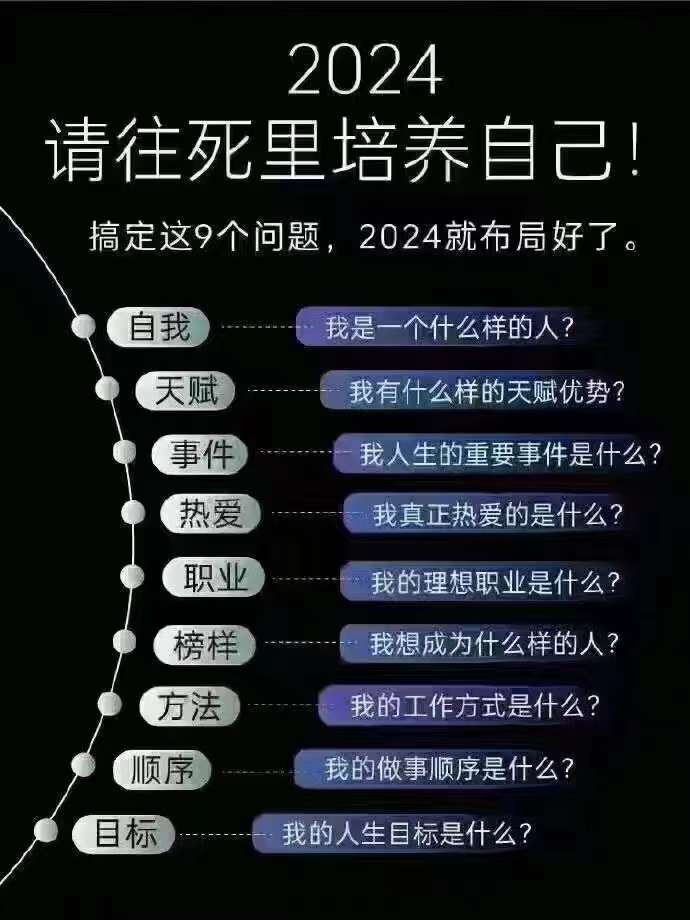 2024
请往死里培养自己！
搞定这9个问题，2024就布局好了。
自我 我是一个什么样的人？
天赋 我有什么样的天赋优势？
事件 我人生的重要事件是什么？
热爱 我真正热爱的是什么？
职业 我的理想职业是什么？
榜样 我想成为什么样的人？
方法 我的工作方式是什么？
顺序 我的做事顺序是什么？
目标 我的人生目标是什么？